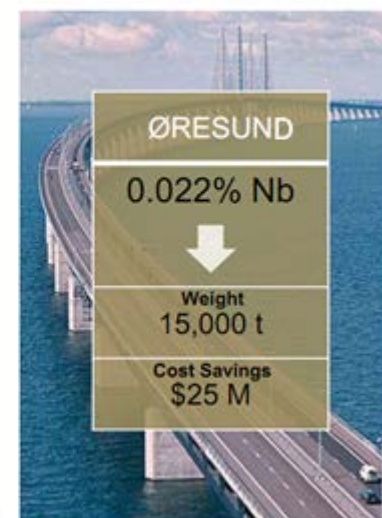 ØRESUND
0.022% Nb
Weight
15,000 t
Cost Savings
$25 M